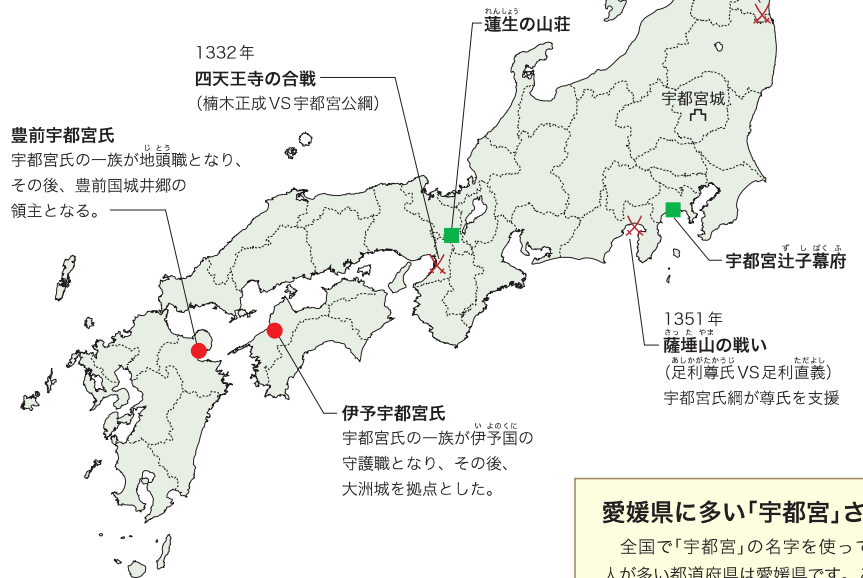 蓮生の山荘
れんしょう
1332年
四天王寺の合戦
(楠木正成VS宇都宮公綱)
宇都宮城
豊前宇都宮氏
宇都宮氏の一族が地頭職となり、
じとう
その後、豊前国城井郷の
領主となる。
宇都宮辻子幕府
ずしばくふ
1351年
薩埵山の戦い
さったやま
(足利尊氏VS足利直義)
あしかがたかうじ
ただよし
宇都宮氏綱が尊氏を支援
伊予宇都宮氏
宇都宮氏の一族が伊予国の
いよのくに
守護職となり、その後、
大洲城を拠点とした。
愛媛県に多い「宇都宮」さ
全国で「宇都宮」の名字を使って
人が多い都道府県は愛媛県です。